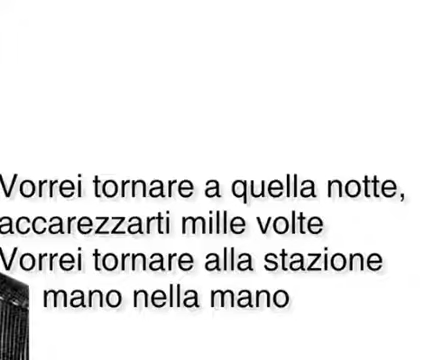 Vorrei tornare a quella notte,
accarezzarti mille volte
Vorrei tornare alla stazione
mano nella mano